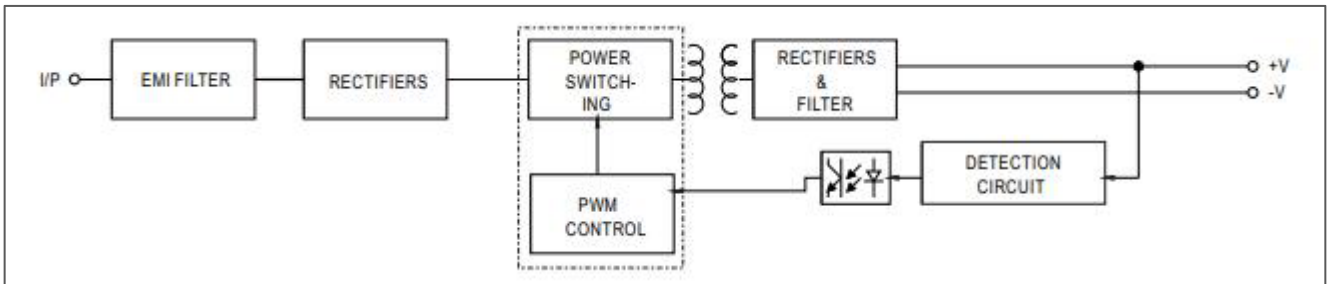 I/P
EMI FILTER
RECTIFIERS
POWER
SWITCH-
ING
RECTIFIERS
&
FILTER
+V
-V
PWM
CONTROL
DETECTION
CIRCUIT